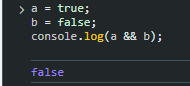 a = true;
b = false;
console.log(a && b);
false